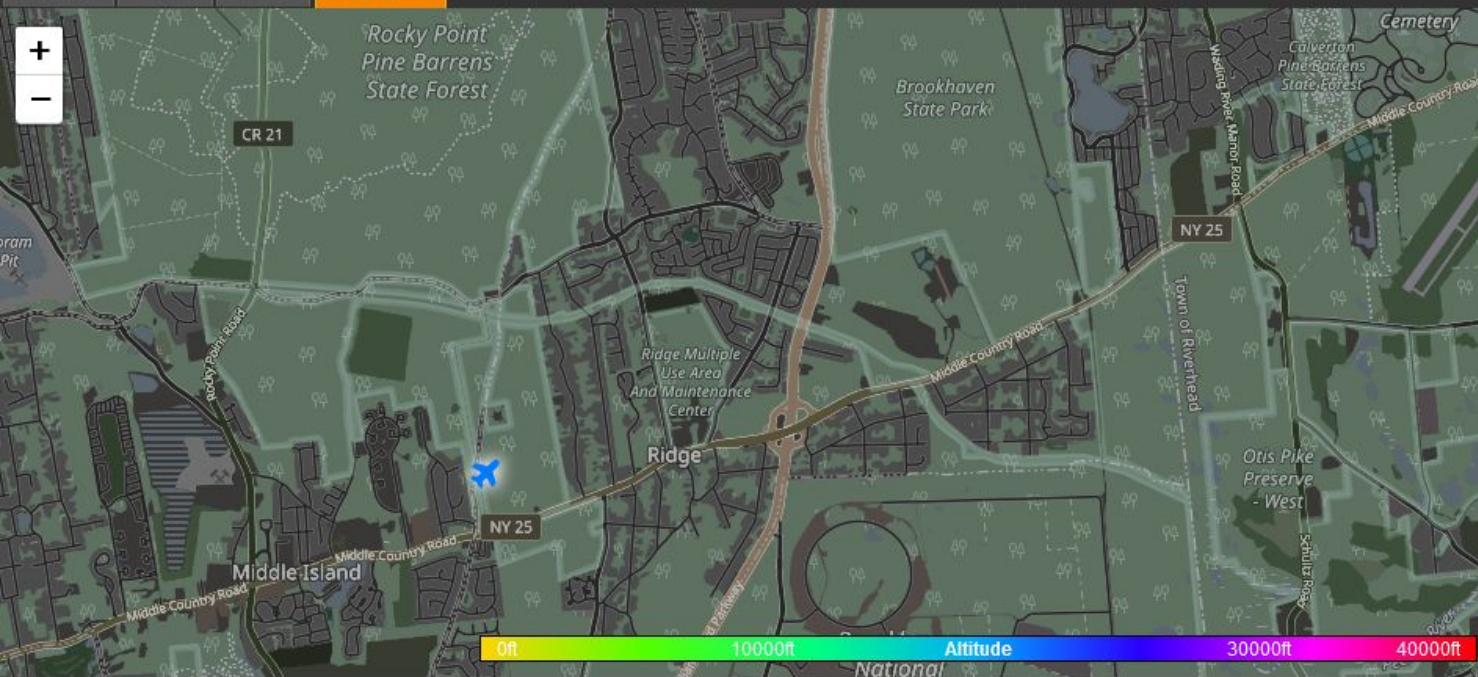 +
−
Rocky Point
Pine Barrens
State Forest
CR 21
Brookhaven
State Park
Cemetery
Calverton
Pine Barrens
State Forest
Middle Country Road
Wading River Manor Road
NY 25
Pit
Rocky Point Road
Town of Riverhead
Ridge Multiple
Use Area
And Maintenance
Center
Middle Country Road
Ridge
Otis Pike
Preserve
- West
NY 25
Middle Country Road
Middle Island
Middle Country Road
Schultz Road
Parkway
River
0ft
10000ft
Altitude
30000ft
40000ft
National